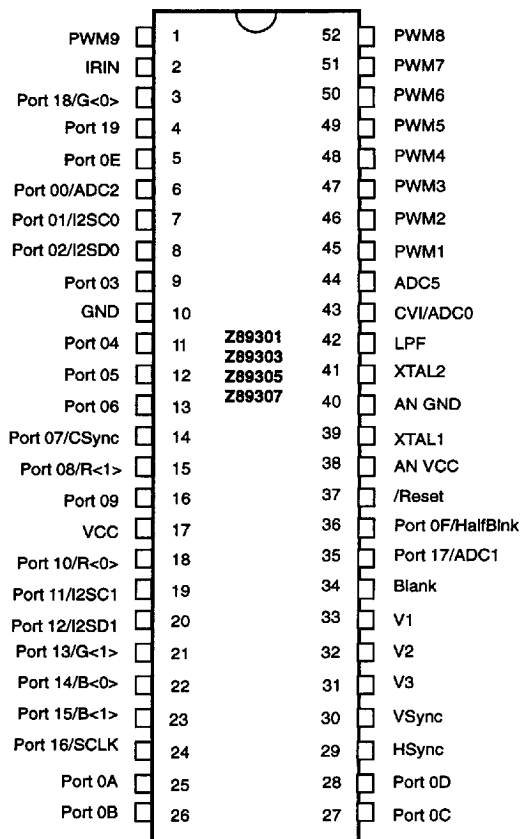 PWM9 1 52 PWM8
IRIN 2 51 PWM7
Port 18/G<0> 3 50 PWM6
Port 19 4 49 PWM5
Port 0E 5 48 PWM4
Port 00/ADC2 6 47 PWM3
Port 01/I2SC0 7 46 PWM2
Port 02/I2SD0 8 45 PWM1
Port 03 9 44 ADC5
GND 10 43 CVI/ADC0
Port 04 11 Z89301 42 LPF
Z89303
Port 05 12 Z89305 41 XTAL2
Port 06 13 Z89307 40 AN GND
Port 07/CSync 14 39 XTAL1
Port 08/R<1> 15 38 AN VCC
Port 09 16 37 /Reset
VCC 17 36 Port 0F/HalfBlnk
Port 10/R<0> 18 35 Port 17/ADC1
Port 11/I2SC1 19 34 Blank
Port 12/I2SD1 20 33 V1
Port 13/G<1> 21 32 V2
Port 14/B<0> 22 31 V3
Port 15/B<1> 23 30 VSync
Port 16/SCLK 24 29 HSync
Port 0A 25 28 Port 0D
Port 0B 26 27 Port 0C